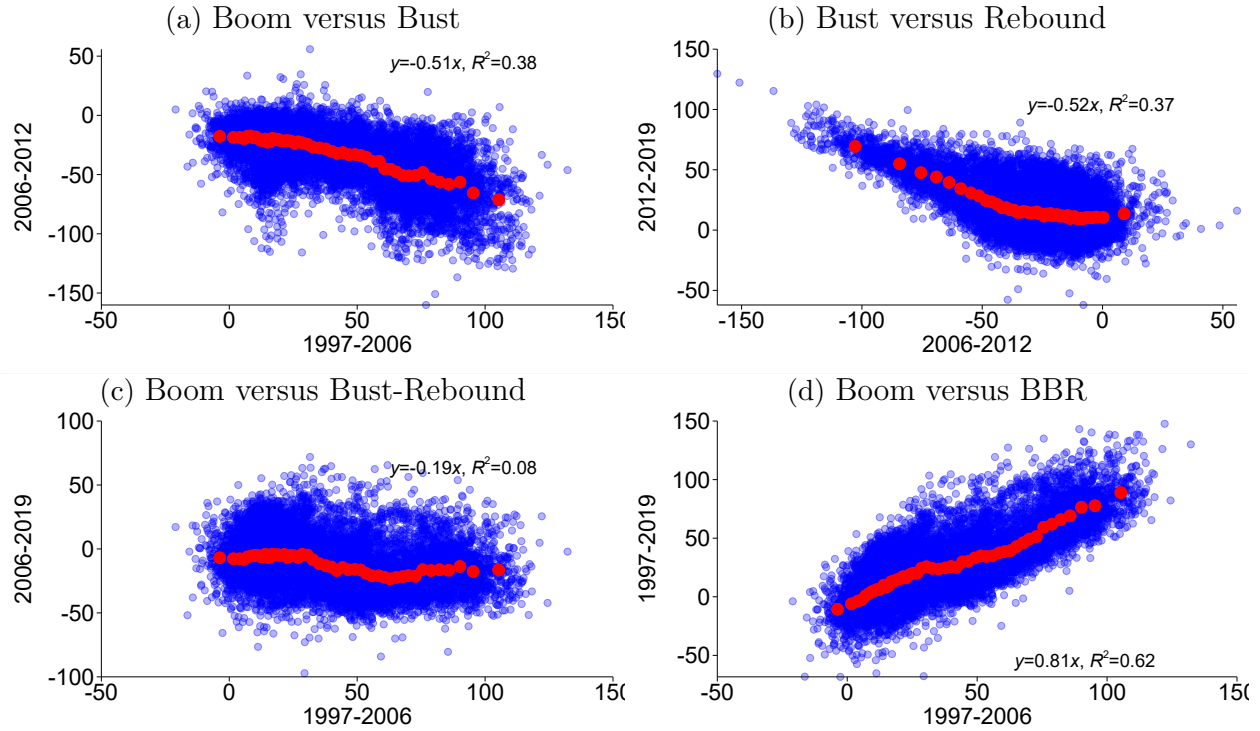 (a) Boom versus Bust
y=-0.51x, R²=0.38
50
0
-50
-100
-150
2006-2012
-50 0 50 100 150
1997-2006
(b) Bust versus Rebound
y=-0.52x, R²=0.37
150
100
50
0
-50
2012-2019
-150 -100 -50 0 50
2006-2012
(c) Boom versus Bust-Rebound
y=-0.19x, R²=0.08
100
50
0
-50
-100
2006-2019
-50 0 50 100 150
1997-2006
(d) Boom versus BBR
150
100
50
0
-50
1997-2019
y=0.81x, R²=0.62
-50 0 50 100 150
1997-2006